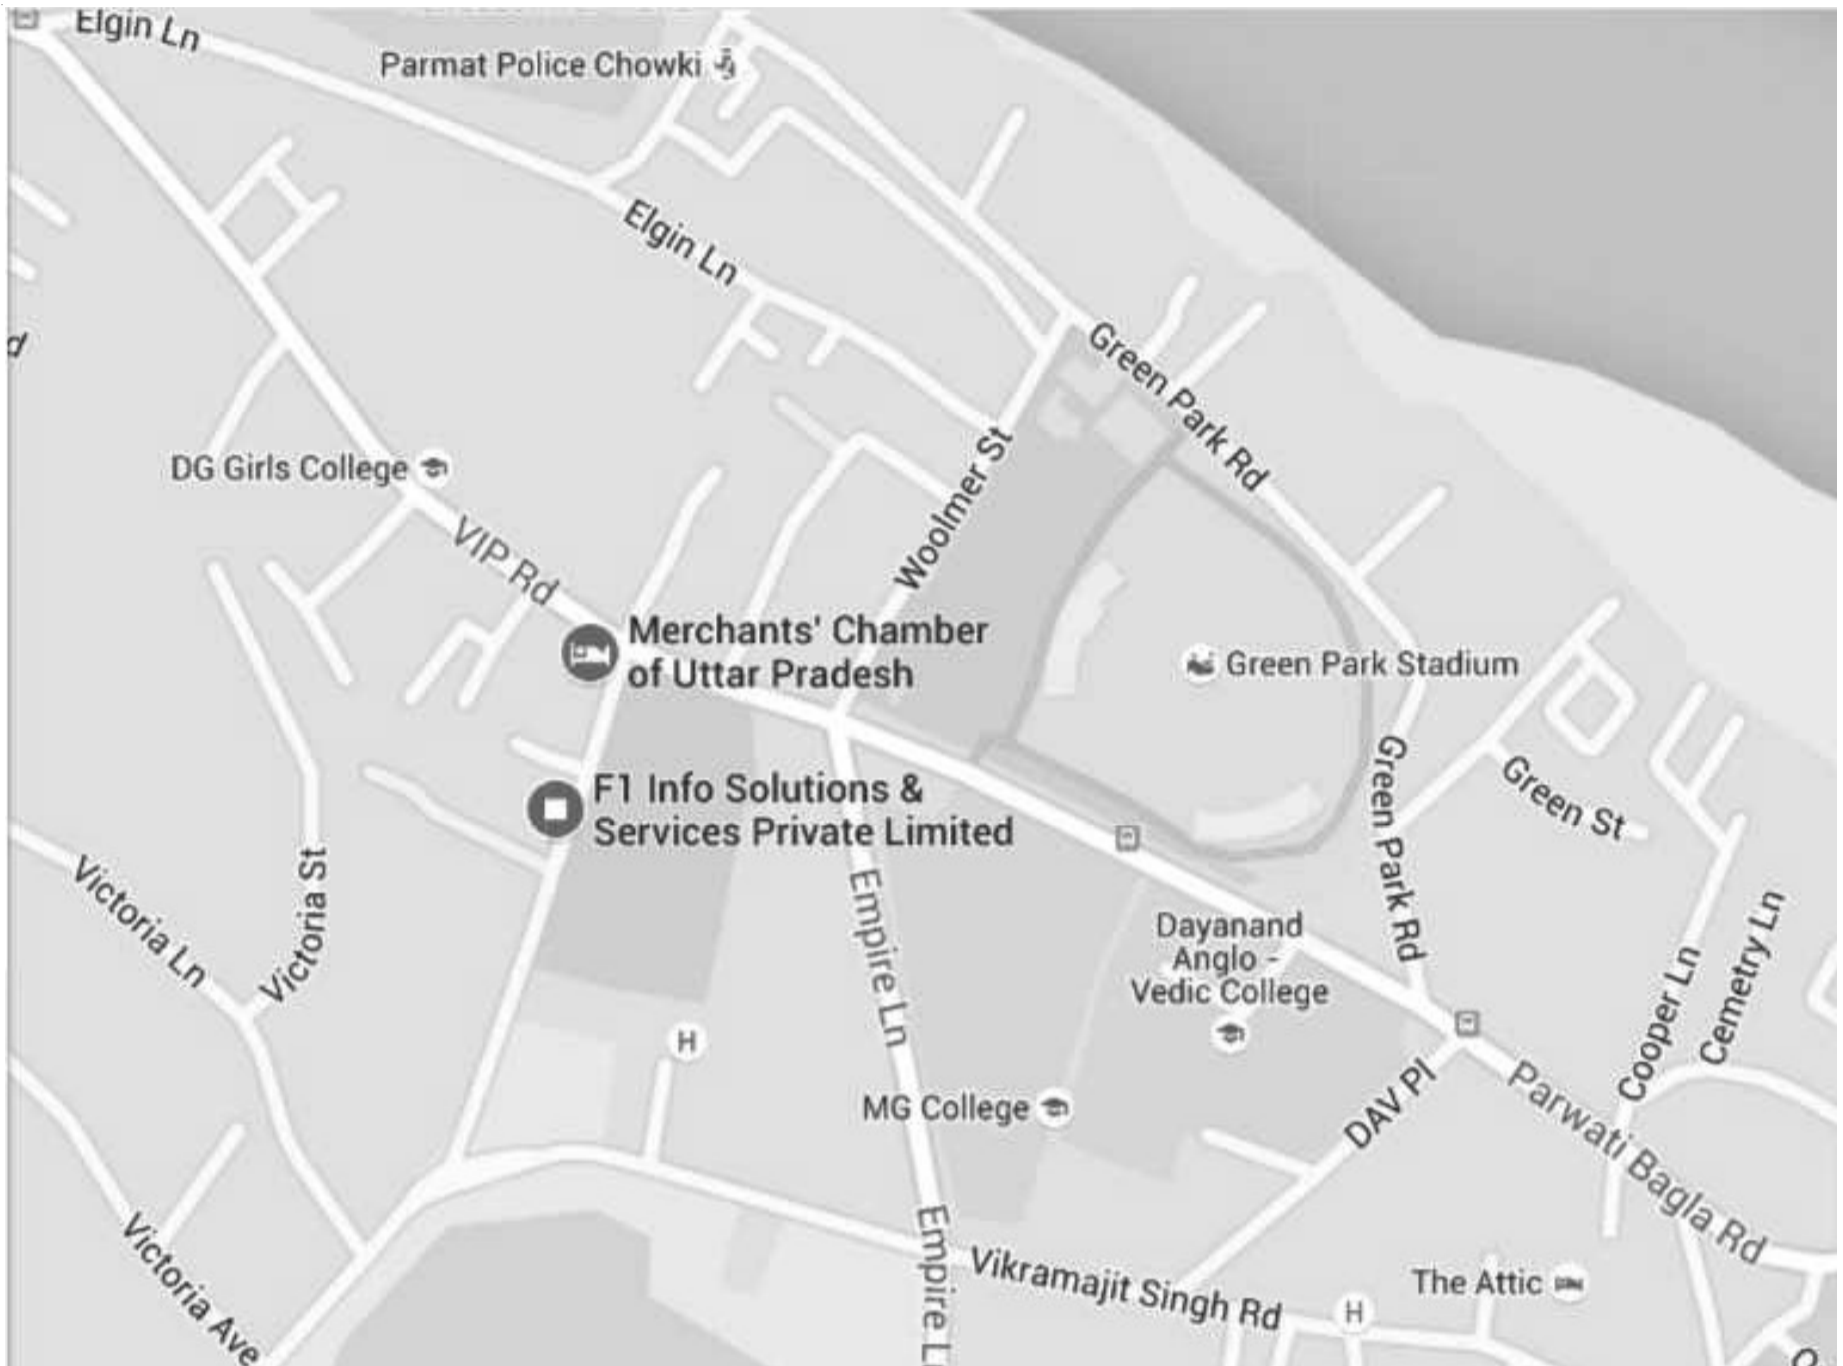 Elgin Ln
Parmat Police Chowki
Elgin Ln
Green Park Rd
d
DG Girls College
VIP Rd
Woolmer St
Merchants' Chamber
of Uttar Pradesh
Green Park Stadium
Green Park Rd
Green St
F1 Info Solutions &
Services Private Limited
Victoria Ln
Victoria St
Empire Ln
Dayanand
Anglo -
Vedic College
Cooper Ln
Cemetry Ln
H
MG College
DAV Pl
Parwati Bagla Rd
Victoria Ave
Empire Ln
Vikramajit Singh Rd
The Attic
H